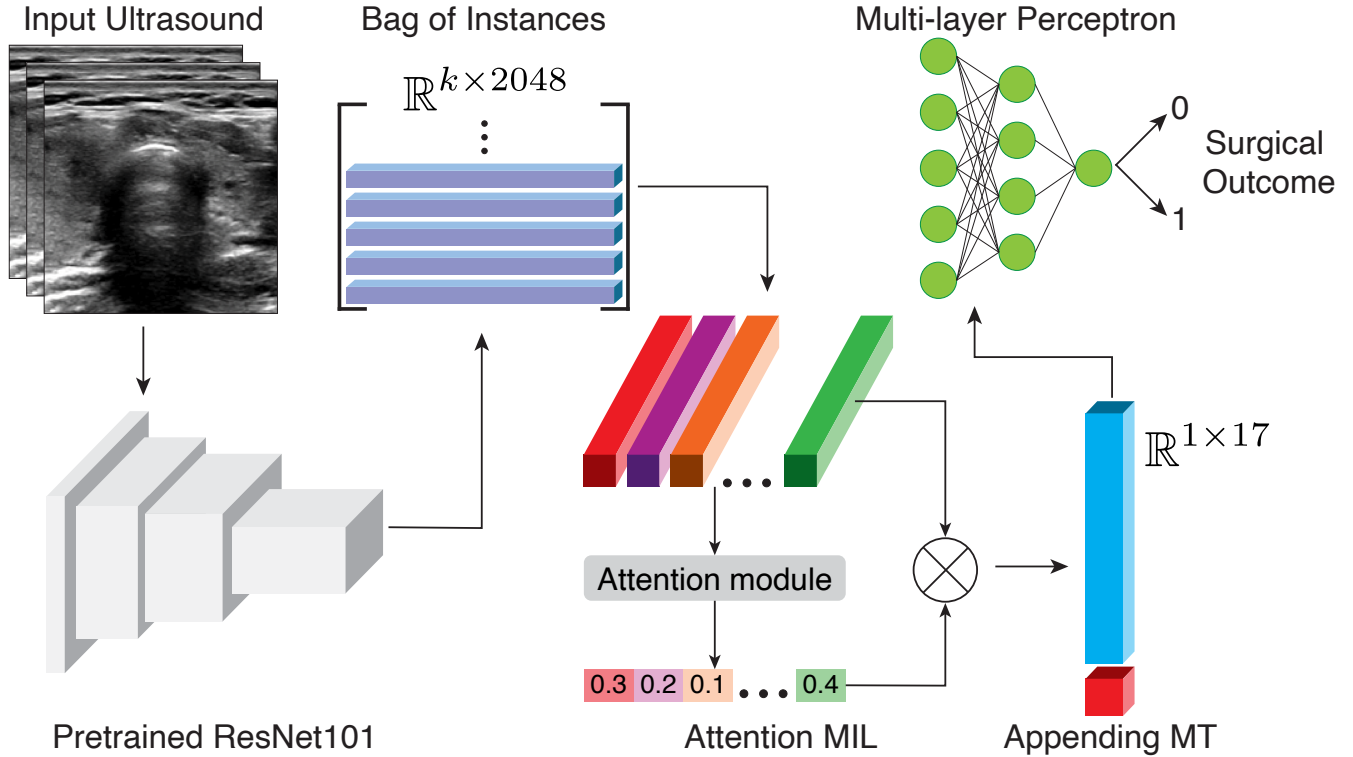 Input Ultrasound
Bag of Instances
Multi-layer Perceptron
ℝ^{k×2048}
0
Surgical
Outcome
1
ℝ^{1×17}
Attention module
0.3 0.2 0.1 0.4
Pretrained ResNet101
Attention MIL
Appending MT